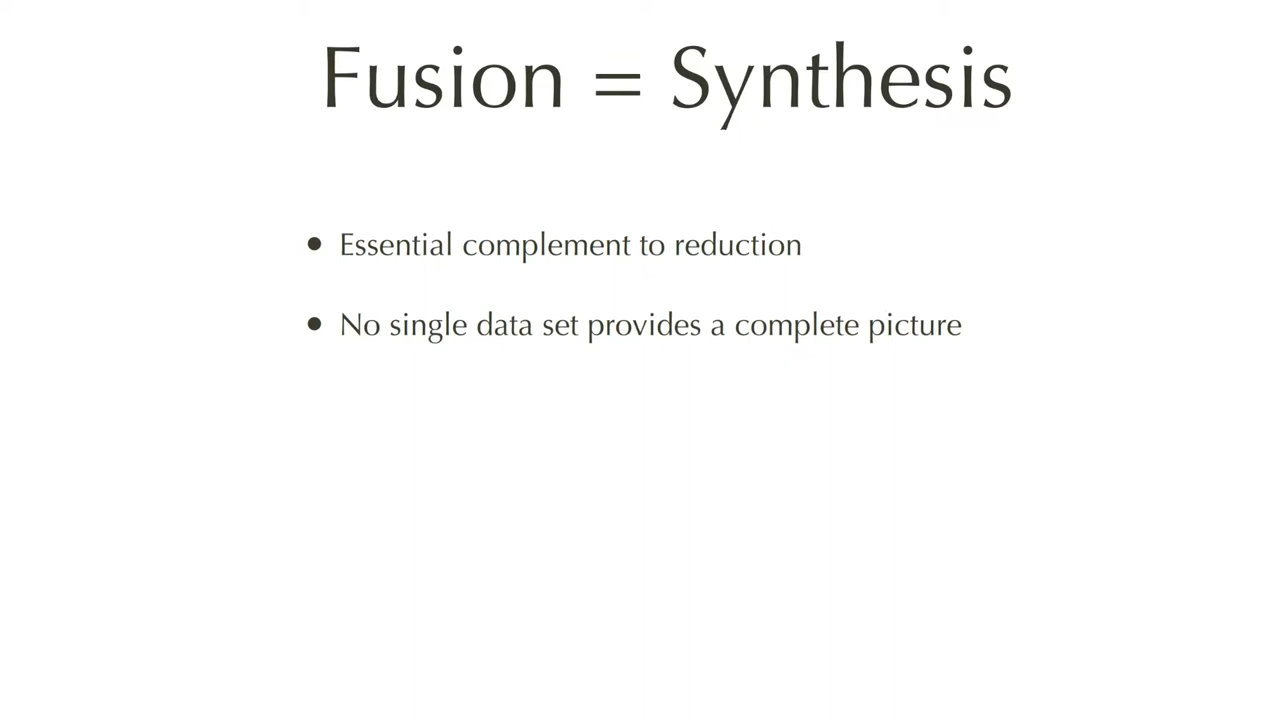 Fusion = Synthesis
• Essential complement to reduction
• No single data set provides a complete picture